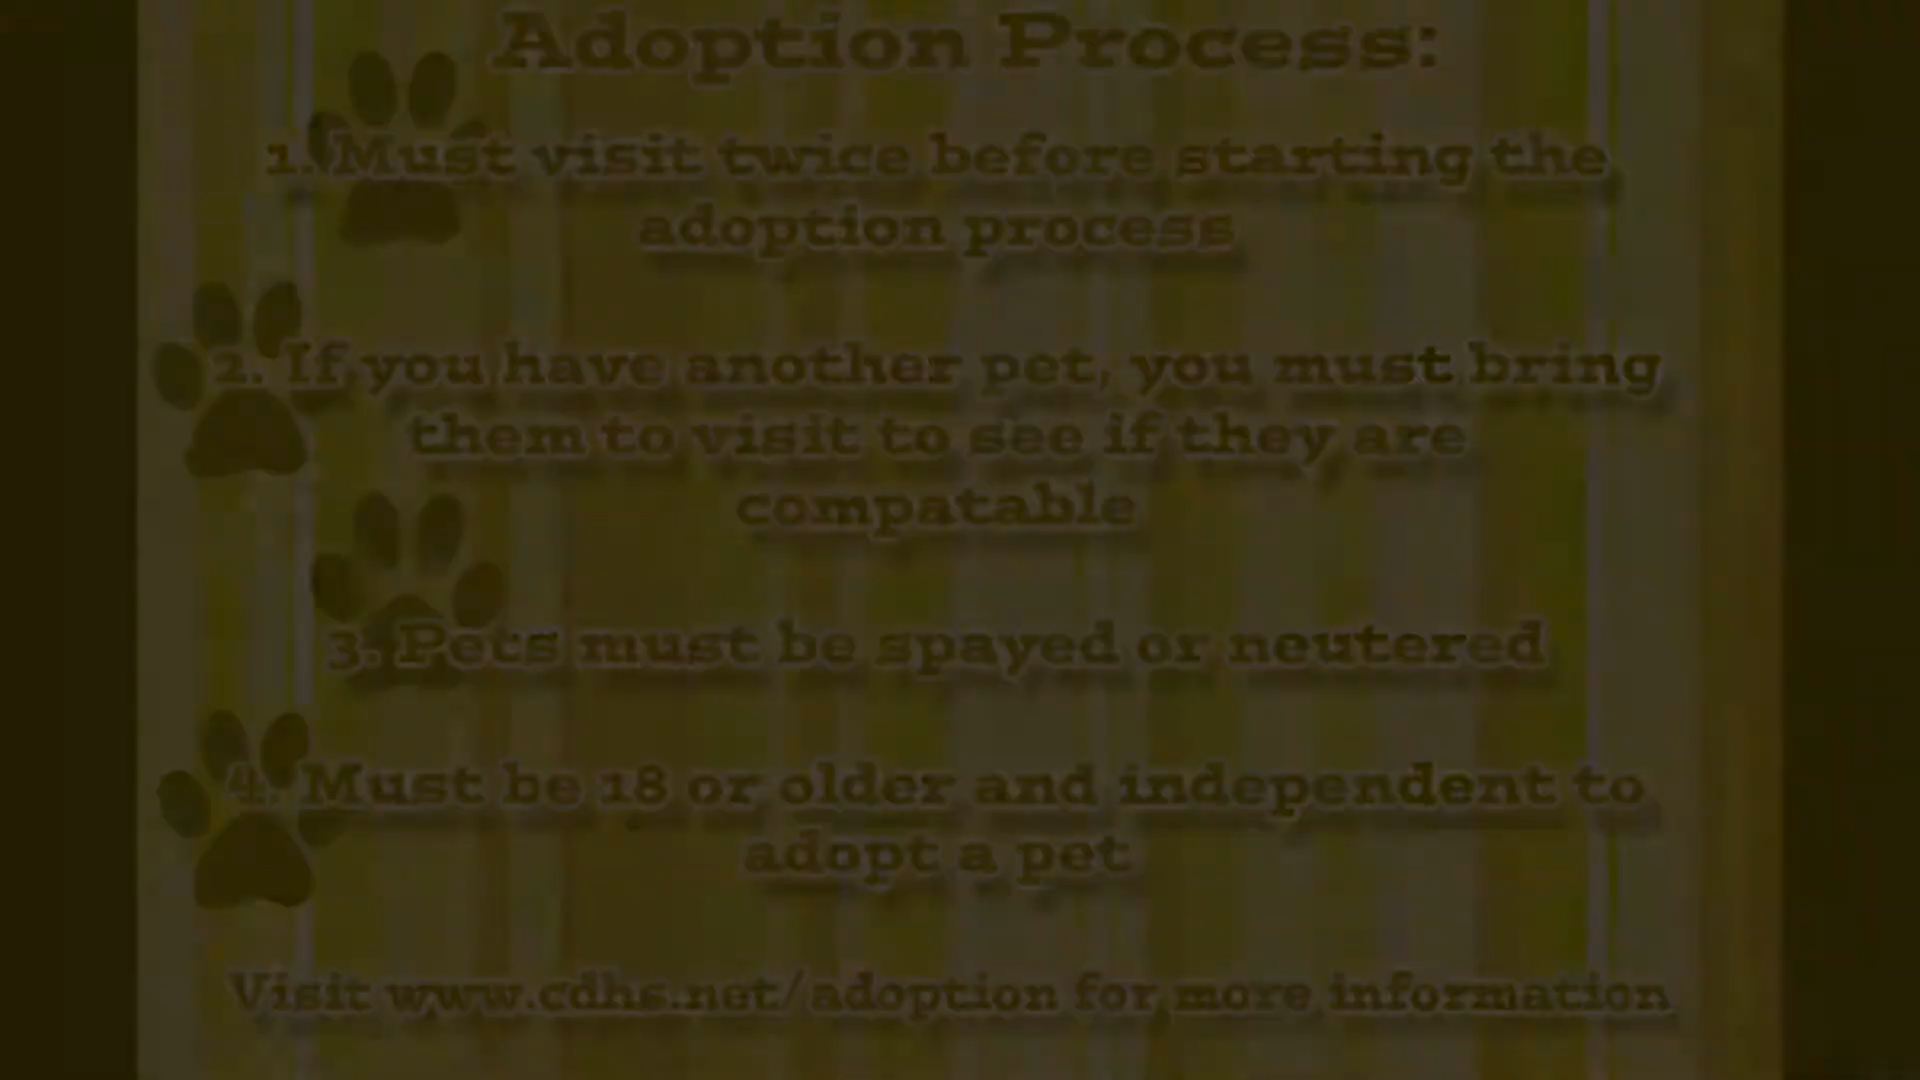 Adoption Process:
1. Must visit twice before starting the
adoption process
2. If you have another pet, you must bring
them to visit to see if they are
compatable
3. Pets must be spayed or neutered
4. Must be 18 or older and independent to
adopt a pet
Visit www.cdhs.net/adoption for more information